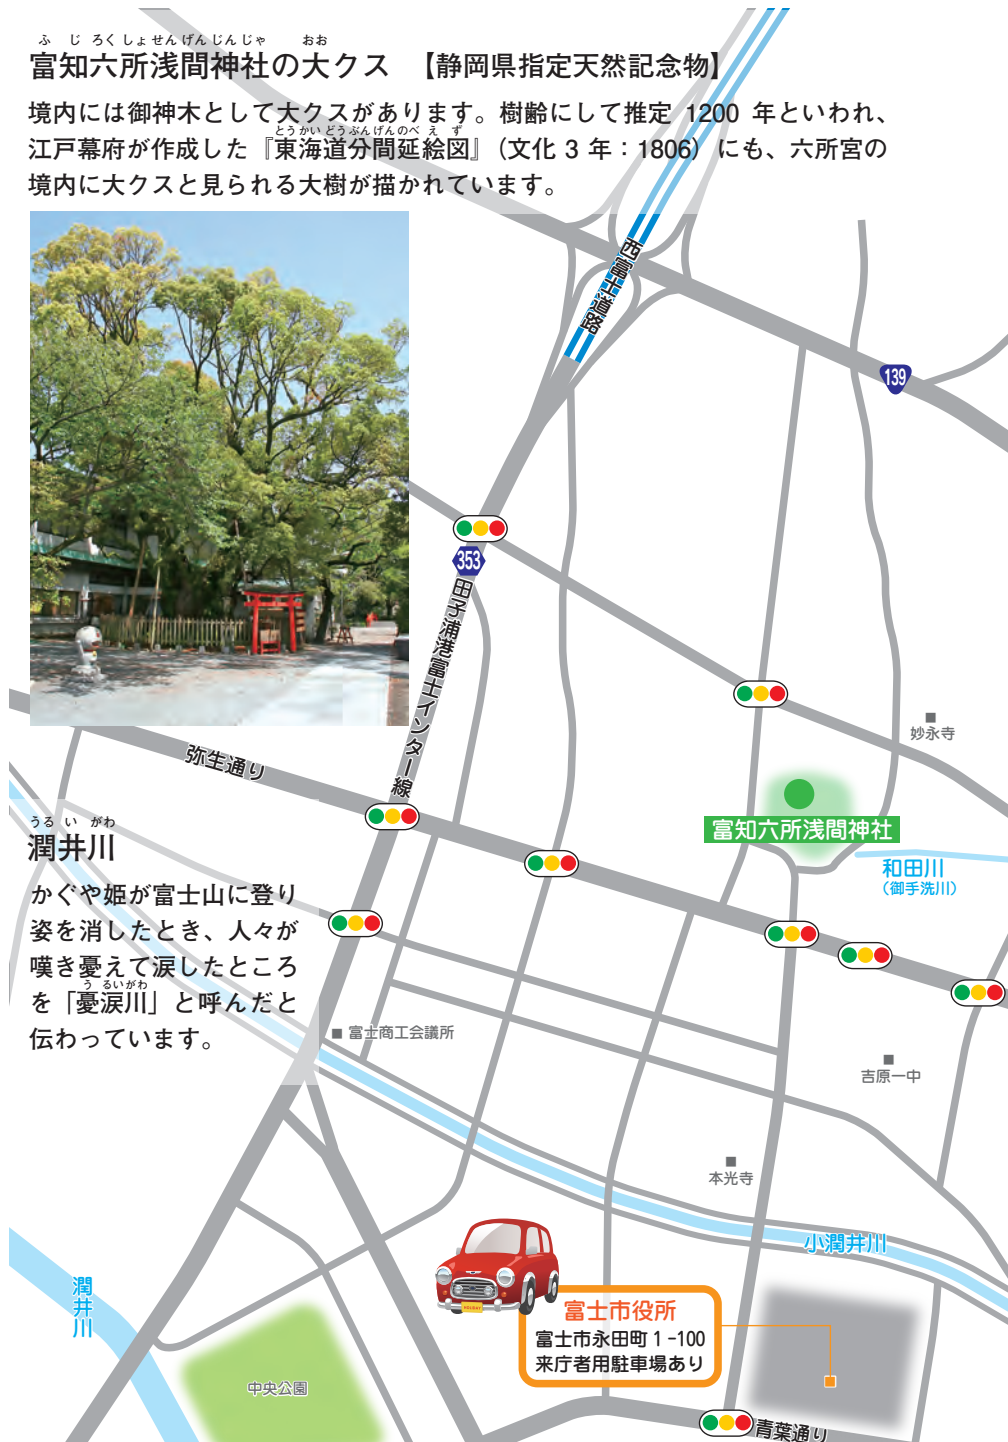 ふじろくしょせんげんじんじゃ おお
富知六所浅間神社の大クス 【静岡県指定天然記念物】
境内には御神木として大クスがあります。樹齢にして推定 1200 年といわれ、
とうかいどうぶんげんのべえず
江戸幕府が作成した『東海道分間延絵図』（文化 3 年：1806）にも、六所宮の
境内に大クスと見られる大樹が描かれています。
西富士道路
139
353
田子浦港富士インター線
妙永寺
弥生通り
富知六所浅間神社
うるいがわ
潤井川
和田川
（御手洗川）
かぐや姫が富士山に登り
姿を消したとき、人々が
嘆き憂えて涙したところ
うるいがわ
を「憂涙川」と呼んだと
伝わっています。
富士商工会議所
吉原一中
本光寺
小潤井川
潤井川
富士市役所
富士市永田町 1 -100
来庁者用駐車場あり
中央公園
青葉通り